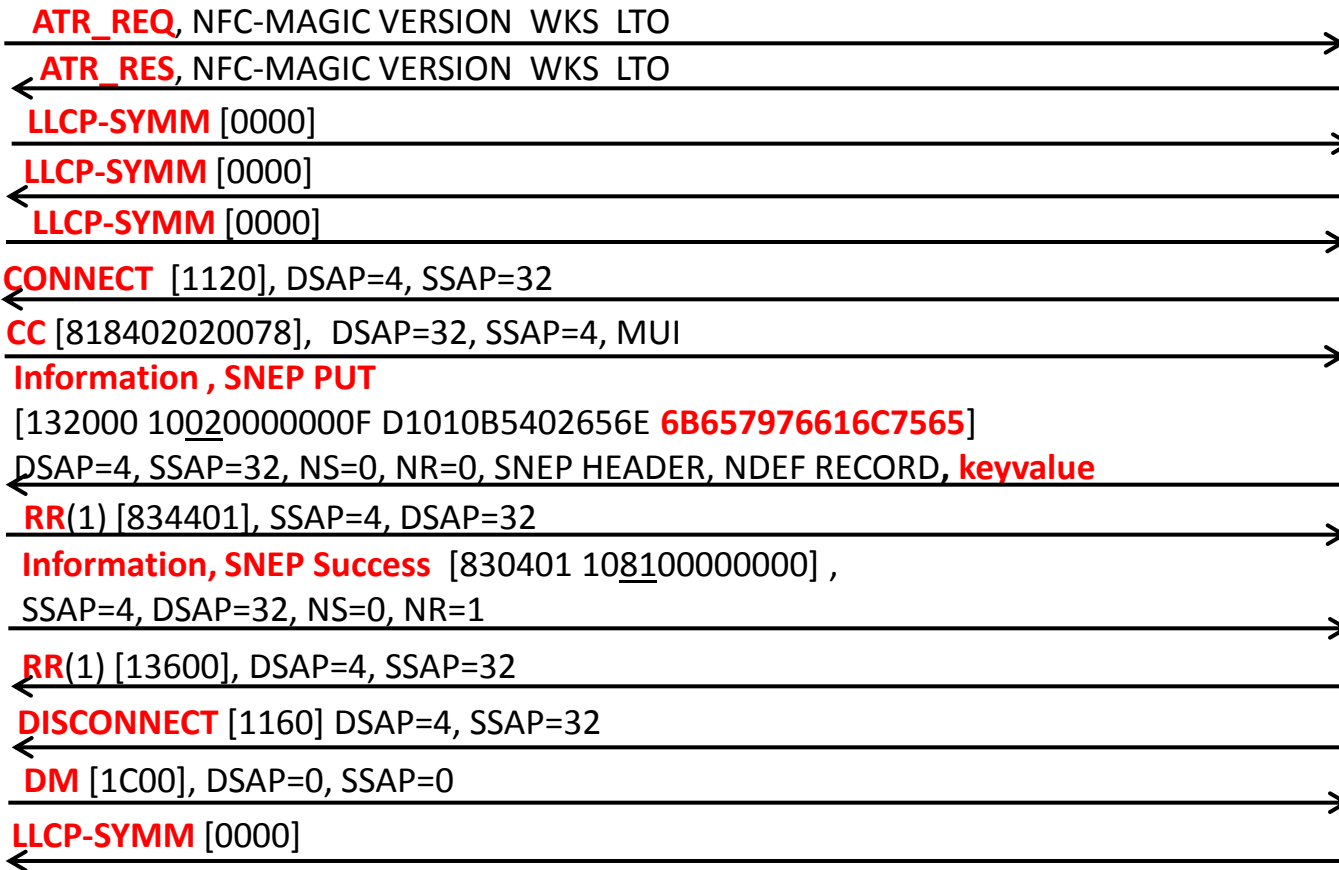 ATR_REQ, NFC-MAGIC VERSION WKS LTO
ATR_RES, NFC-MAGIC VERSION WKS LTO
LLCP-SYMM [0000]
LLCP-SYMM [0000]
LLCP-SYMM [0000]
CONNECT [1120], DSAP=4, SSAP=32
CC [818402020078], DSAP=32, SSAP=4, MUI
Information , SNEP PUT
[132000 10020000000F D1010B5402656E 6B657976616C7565]
DSAP=4, SSAP=32, NS=0, NR=0, SNEP HEADER, NDEF RECORD, keyvalue
RR(1) [834401], SSAP=4, DSAP=32
Information, SNEP Success [830401 108100000000] ,
SSAP=4, DSAP=32, NS=0, NR=1
RR(1) [13600], DSAP=4, SSAP=32
DISCONNECT [1160] DSAP=4, SSAP=32
DM [1C00], DSAP=0, SSAP=0
LLCP-SYMM [0000]